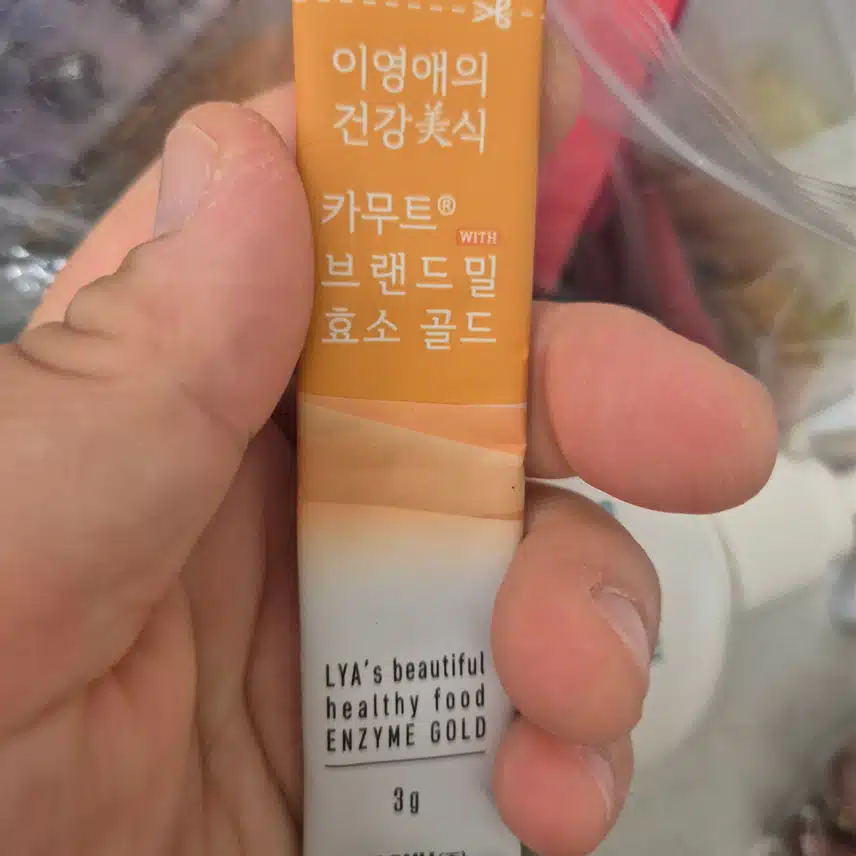 이영애의
건강美식
카무트®
WITH
브랜드밀
효소 골드
LYA's beautiful
healthy food
ENZYME GOLD
3g